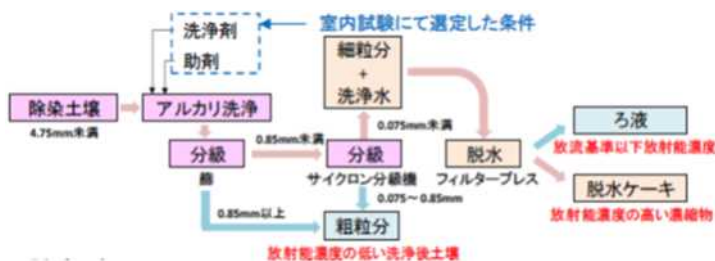 室内試験にて選定した条件
洗浄剤
助剤
細粒分
+
洗浄水
除染土壌
4.75mm未満
アルカリ洗浄
0.85mm未満
0.075mm未満
分級
篩
分級
サイクロン分級機
脱水
フィルタープレス
ろ液
放流基準以下放射能濃度
脱水ケーキ
放射能濃度の高い濃縮物
0.85mm以上
0.075～0.85mm
粗粒分
放射能濃度の低い洗浄後土壌